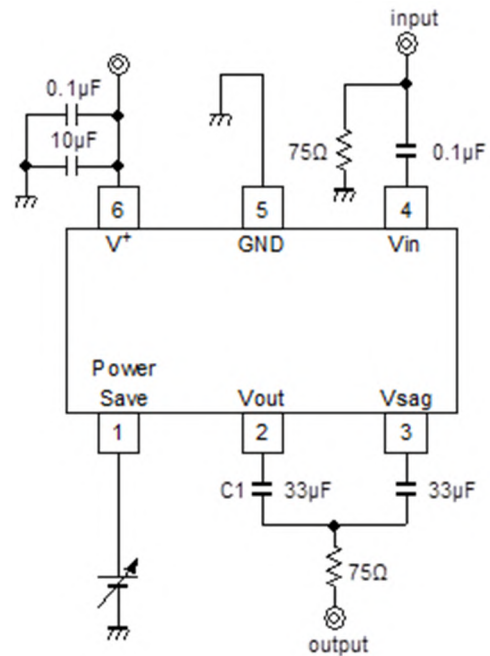 input
0.1µF
10µF
75Ω
0.1µF
6
5
4
V+
GND
Vin
Power
Save
Vout
Vsag
1
2
3
C1
33µF
33µF
75Ω
output